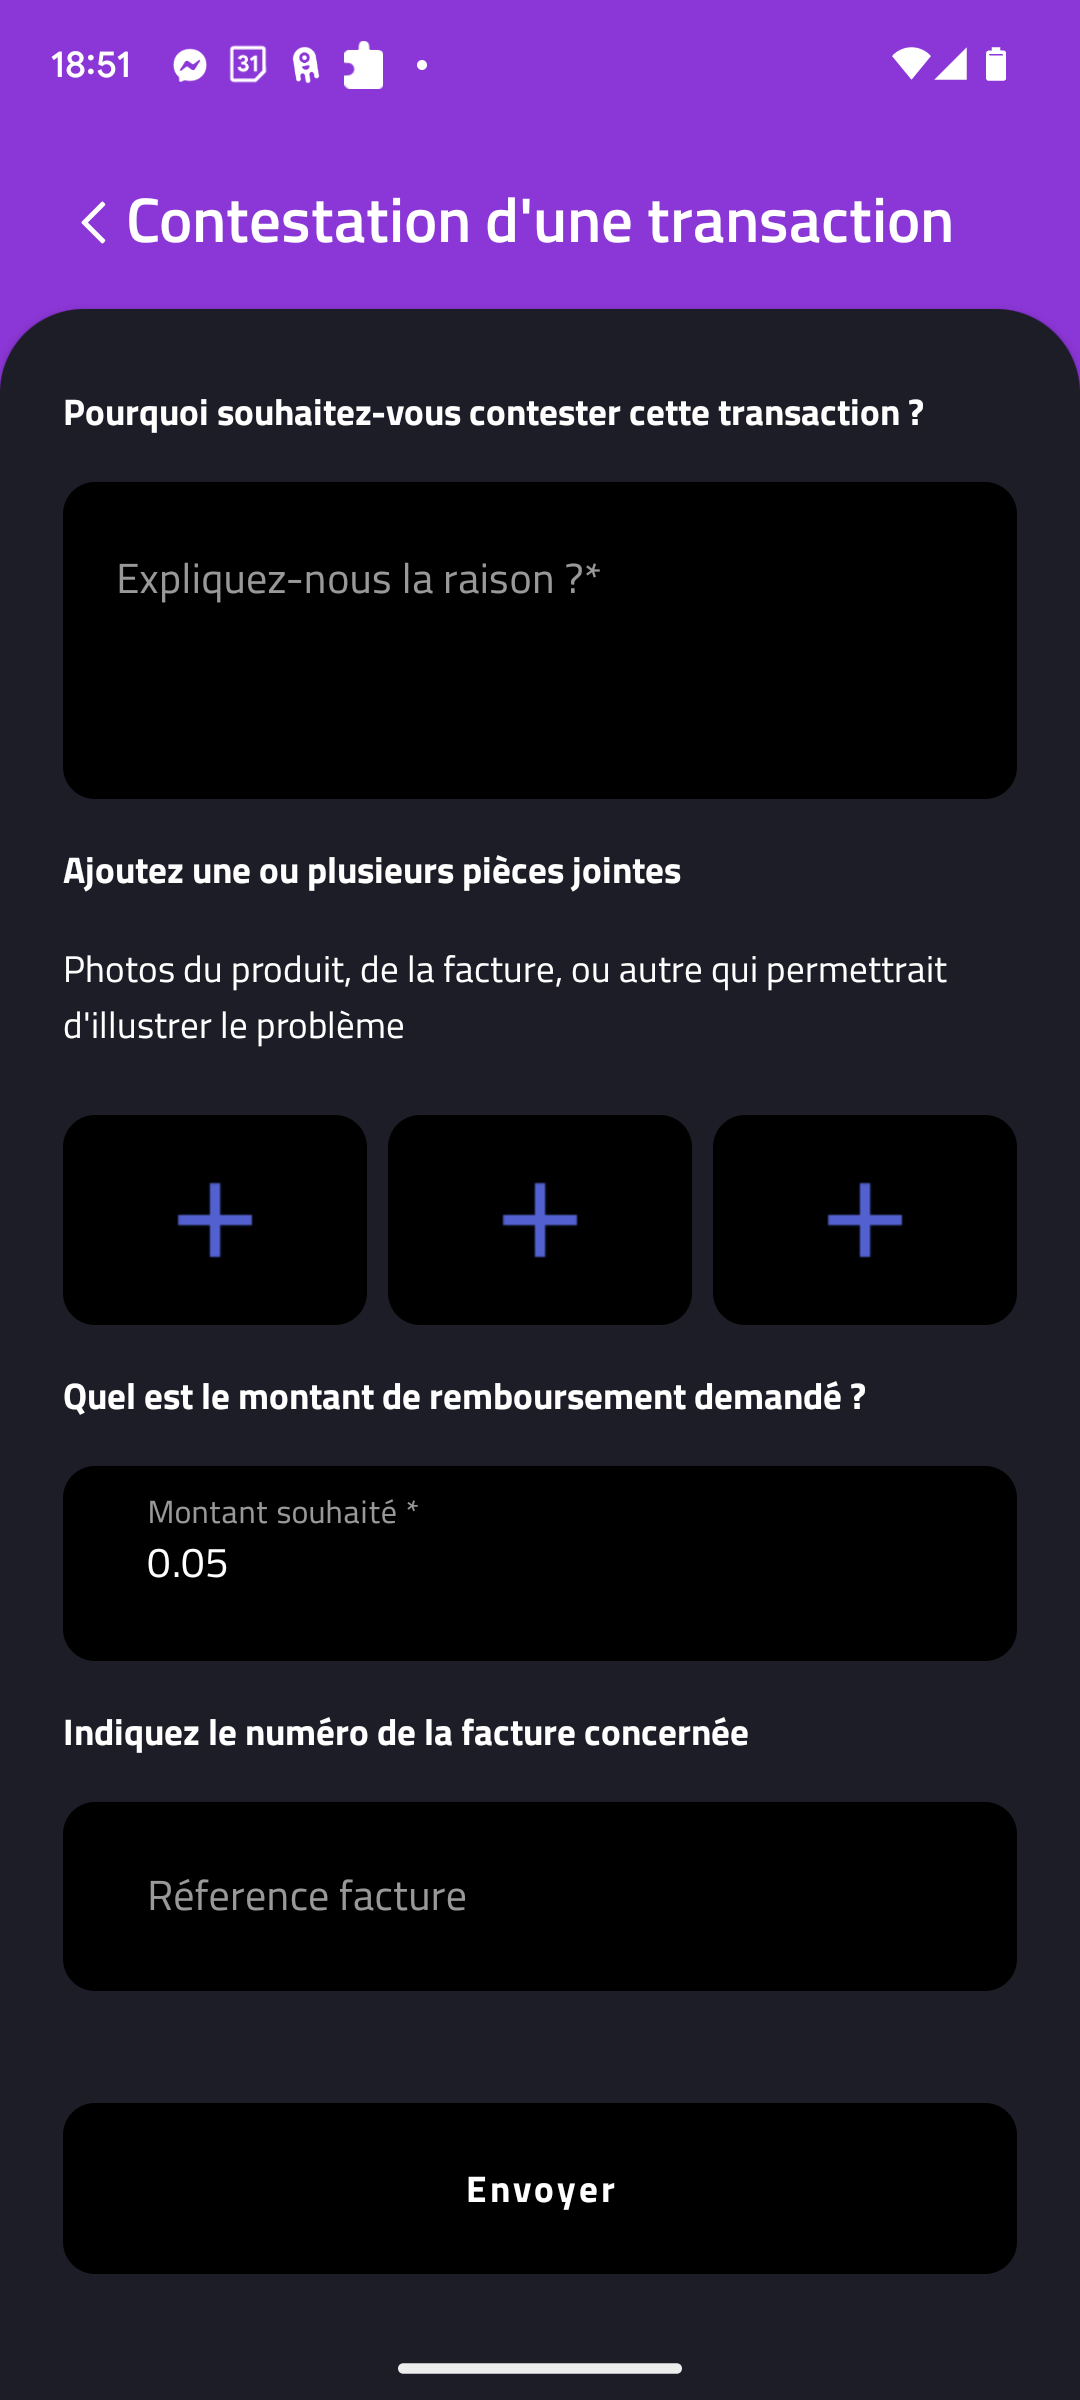 18:51
31
Contestation d'une transaction
Pourquoi souhaitez-vous contester cette transaction ?
Expliquez-nous la raison ?*
Ajoutez une ou plusieurs pièces jointes
Photos du produit, de la facture, ou autre qui permettrait
d'illustrer le problème
Quel est le montant de remboursement demandé ?
Montant souhaité *
0.05
Indiquez le numéro de la facture concernée
Réference facture
Envoyer